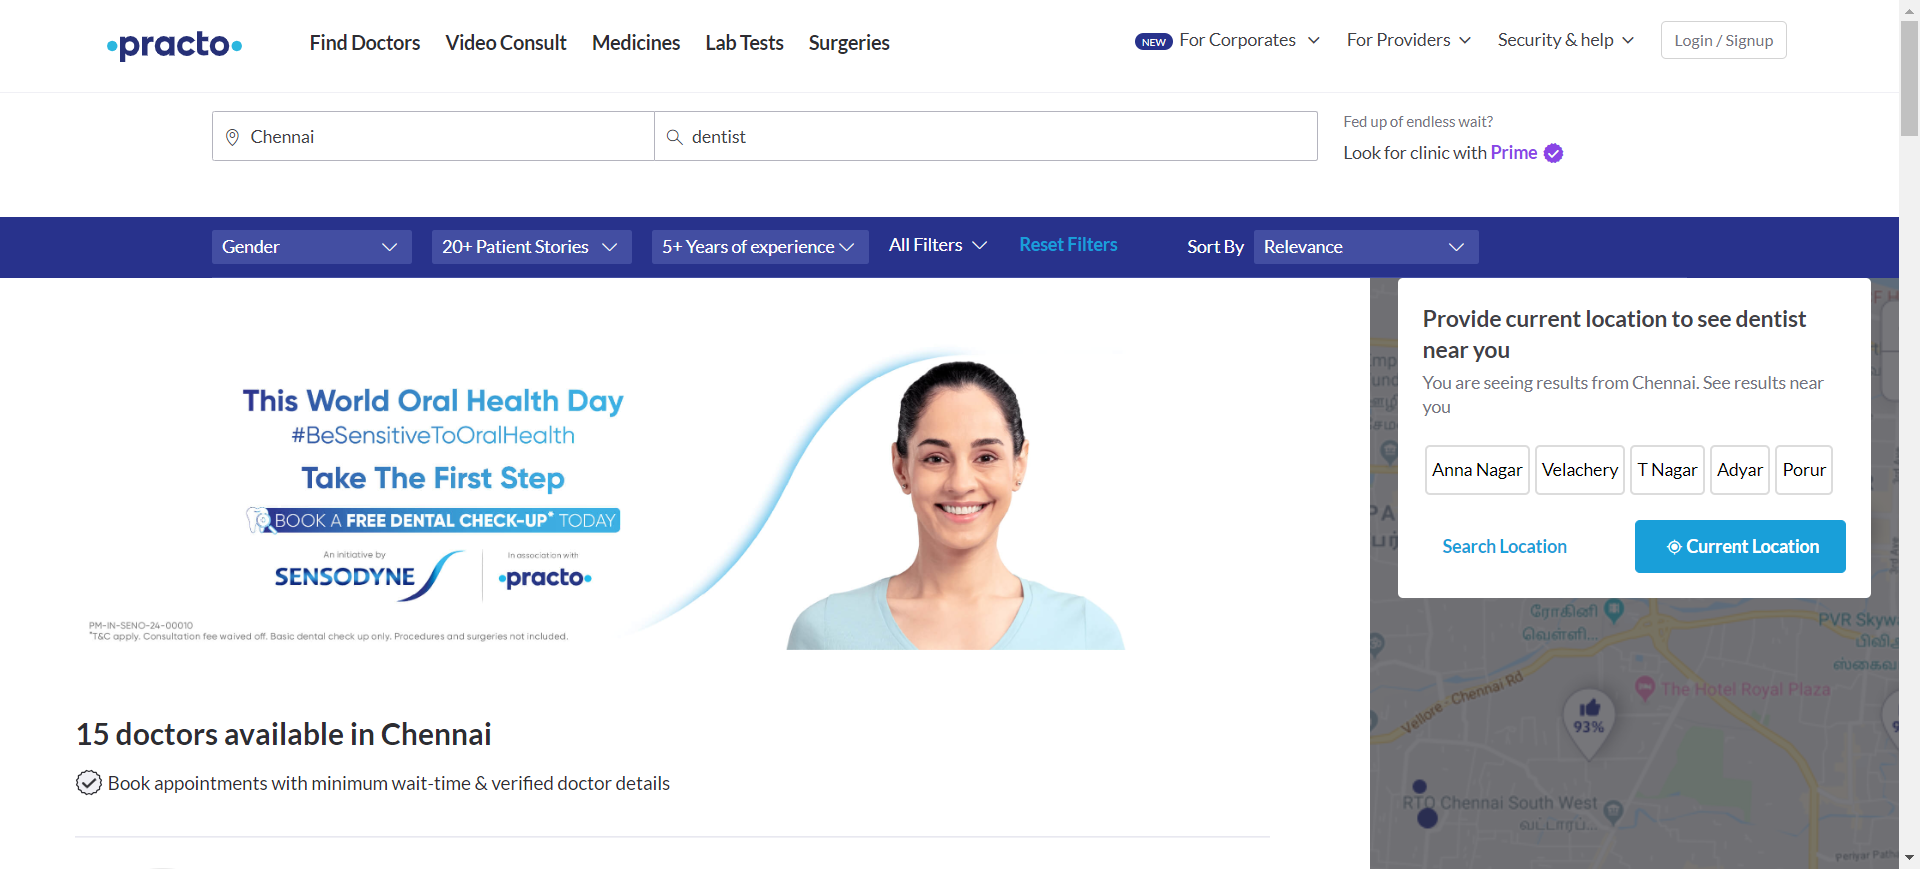 practo
Find Doctors
Video Consult
Medicines
Lab Tests
Surgeries
NEW For Corporates
For Providers
Security & help
Login / Signup
Chennai
dentist
Fed up of endless wait?
Look for clinic with Prime
Gender
20+ Patient Stories
5+ Years of experience
All Filters
Reset Filters
Sort By
Relevance
This World Oral Health Day
#BeSensitiveToOralHealth
Take The First Step
BOOK A FREE DENTAL CHECK-UP* TODAY
An initiative by
SENSODYNE
In association with
practo
PM-IN-SENO-24-00010
*T&C apply. Consultation fee waived off. Basic dental check up only. Procedures and surgeries not included.
15 doctors available in Chennai
Book appointments with minimum wait-time & verified doctor details
Provide current location to see dentist
near you
You are seeing results from Chennai. See results near
you
Anna Nagar
Velachery
T Nagar
Adyar
Porur
Search Location
Current Location
ரோகினி
வெள்ளி...
PVR Skywa
பிவிஆ
ஸ்கைவா
Vellore - Chennai Rd
The Hotel Royal Plaza
93%
RTO Chennai South West
வட்டாரப்...
Periyar Path